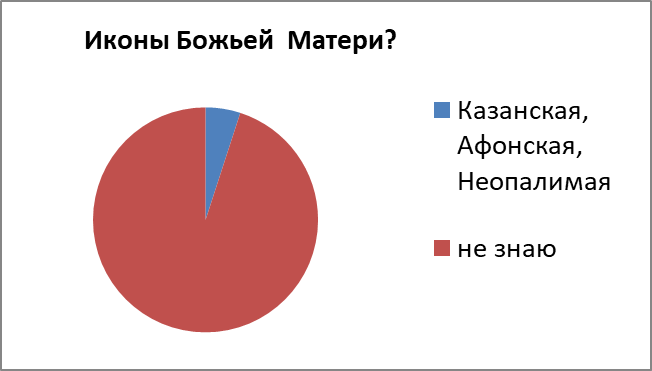 Иконы Божьей  Матери?
Казанская,
Афонская,
Неопалимая
не знаю